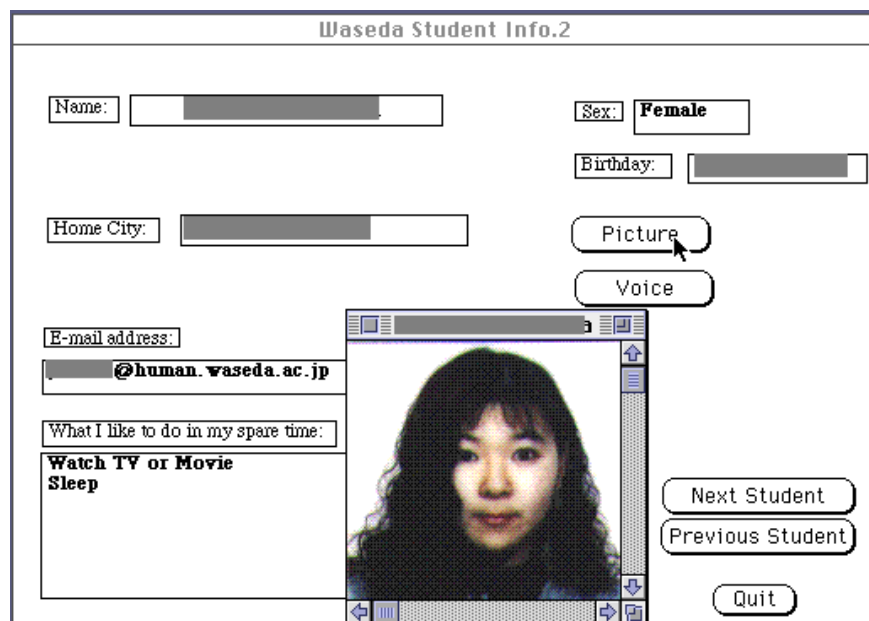 Waseda Student Info.2
Name:
Sex: Female
Birthday:
Home City:
Picture
Voice
E-mail address:
@human.waseda.ac.jp
What I like to do in my spare time:
Watch TV or Movie
Sleep
Next Student
Previous Student
Quit